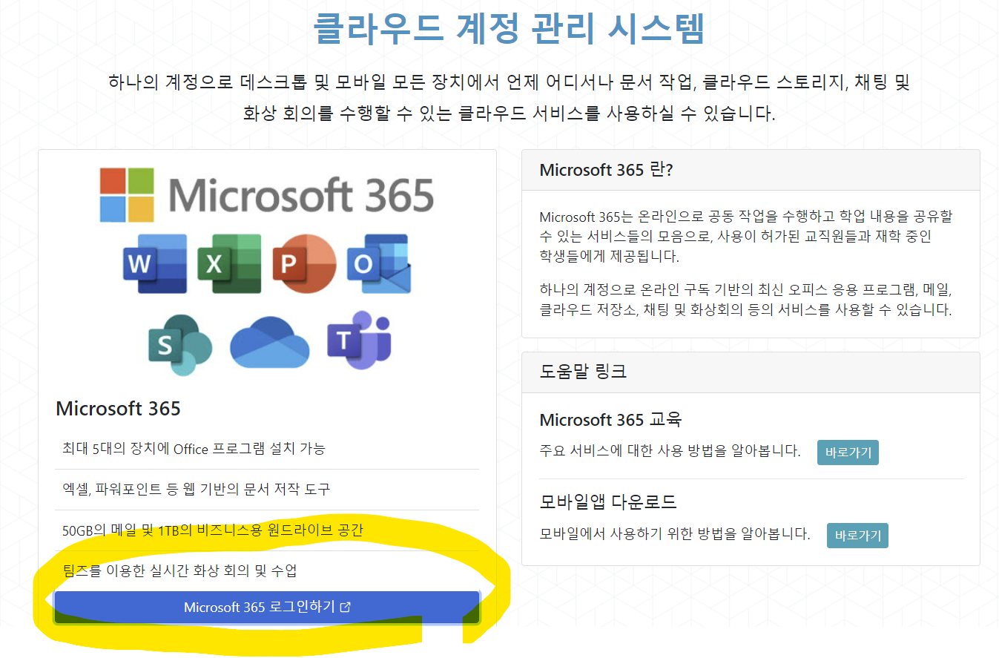 클라우드 계정 관리 시스템
하나의 계정으로 데스크톱 및 모바일 모든 장치에서 언제 어디서나 문서 작업, 클라우드 스토리지, 채팅 및
화상 회의를 수행할 수 있는 클라우드 서비스를 사용하실 수 있습니다.
Microsoft 365
W X P O
S T
Microsoft 365
최대 5대의 장치에 Office 프로그램 설치 가능
엑셀, 파워포인트 등 웹 기반의 문서 저작 도구
50GB의 메일 및 1TB의 비즈니스용 원드라이브 공간
팀즈를 이용한 실시간 화상 회의 및 수업
Microsoft 365 로그인하기
Microsoft 365 란?
Microsoft 365는 온라인으로 공동 작업을 수행하고 학업 내용을 공유할
수 있는 서비스들의 모음으로, 사용이 허가된 교직원들과 재학 중인
학생들에게 제공됩니다.
하나의 계정으로 온라인 구독 기반의 최신 오피스 응용 프로그램, 메일,
클라우드 저장소, 채팅 및 화상회의 등의 서비스를 사용할 수 있습니다.
도움말 링크
Microsoft 365 교육
주요 서비스에 대한 사용 방법을 알아봅니다. 바로가기
모바일앱 다운로드
모바일에서 사용하기 위한 방법을 알아봅니다. 바로가기